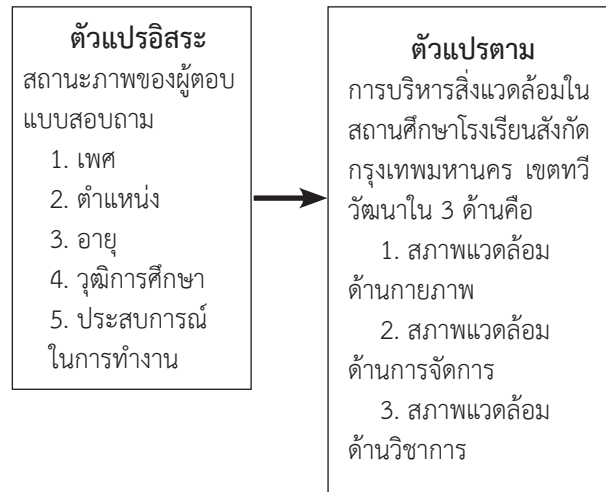 ตัวแปรอิสระ
สถานะภาพของผู้ตอบ
แบบสอบถาม
1. เพศ
2. ตำแหน่ง
3. อายุ
4. วุฒิการศึกษา
5. ประสบการณ์
ในการทำงาน
ตัวแปรตาม
การบริหารสิ่งแวดล้อมใน
สถานศึกษาโรงเรียนสังกัด
กรุงเทพมหานคร เขตทวี
วัฒนาใน 3 ด้านคือ
1. สภาพแวดล้อม
ด้านกายภาพ
2. สภาพแวดล้อม
ด้านการจัดการ
3. สภาพแวดล้อม
ด้านวิชาการ